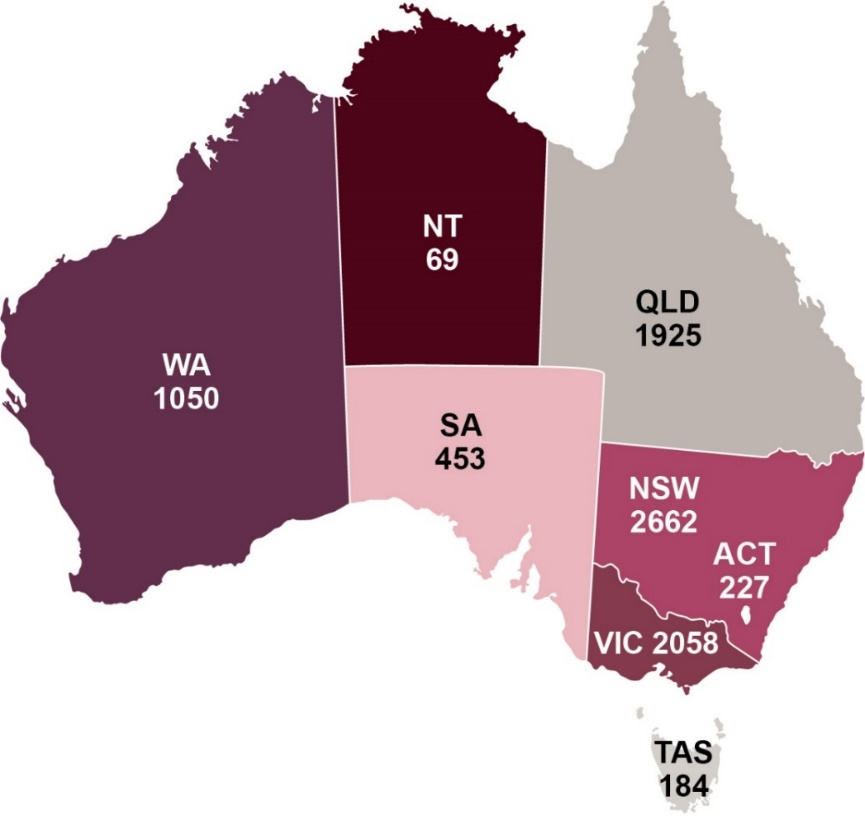 NT
69
QLD
1925
WA
1050
SA
453
NSW
2662
ACT
227
VIC 2058
TAS
184